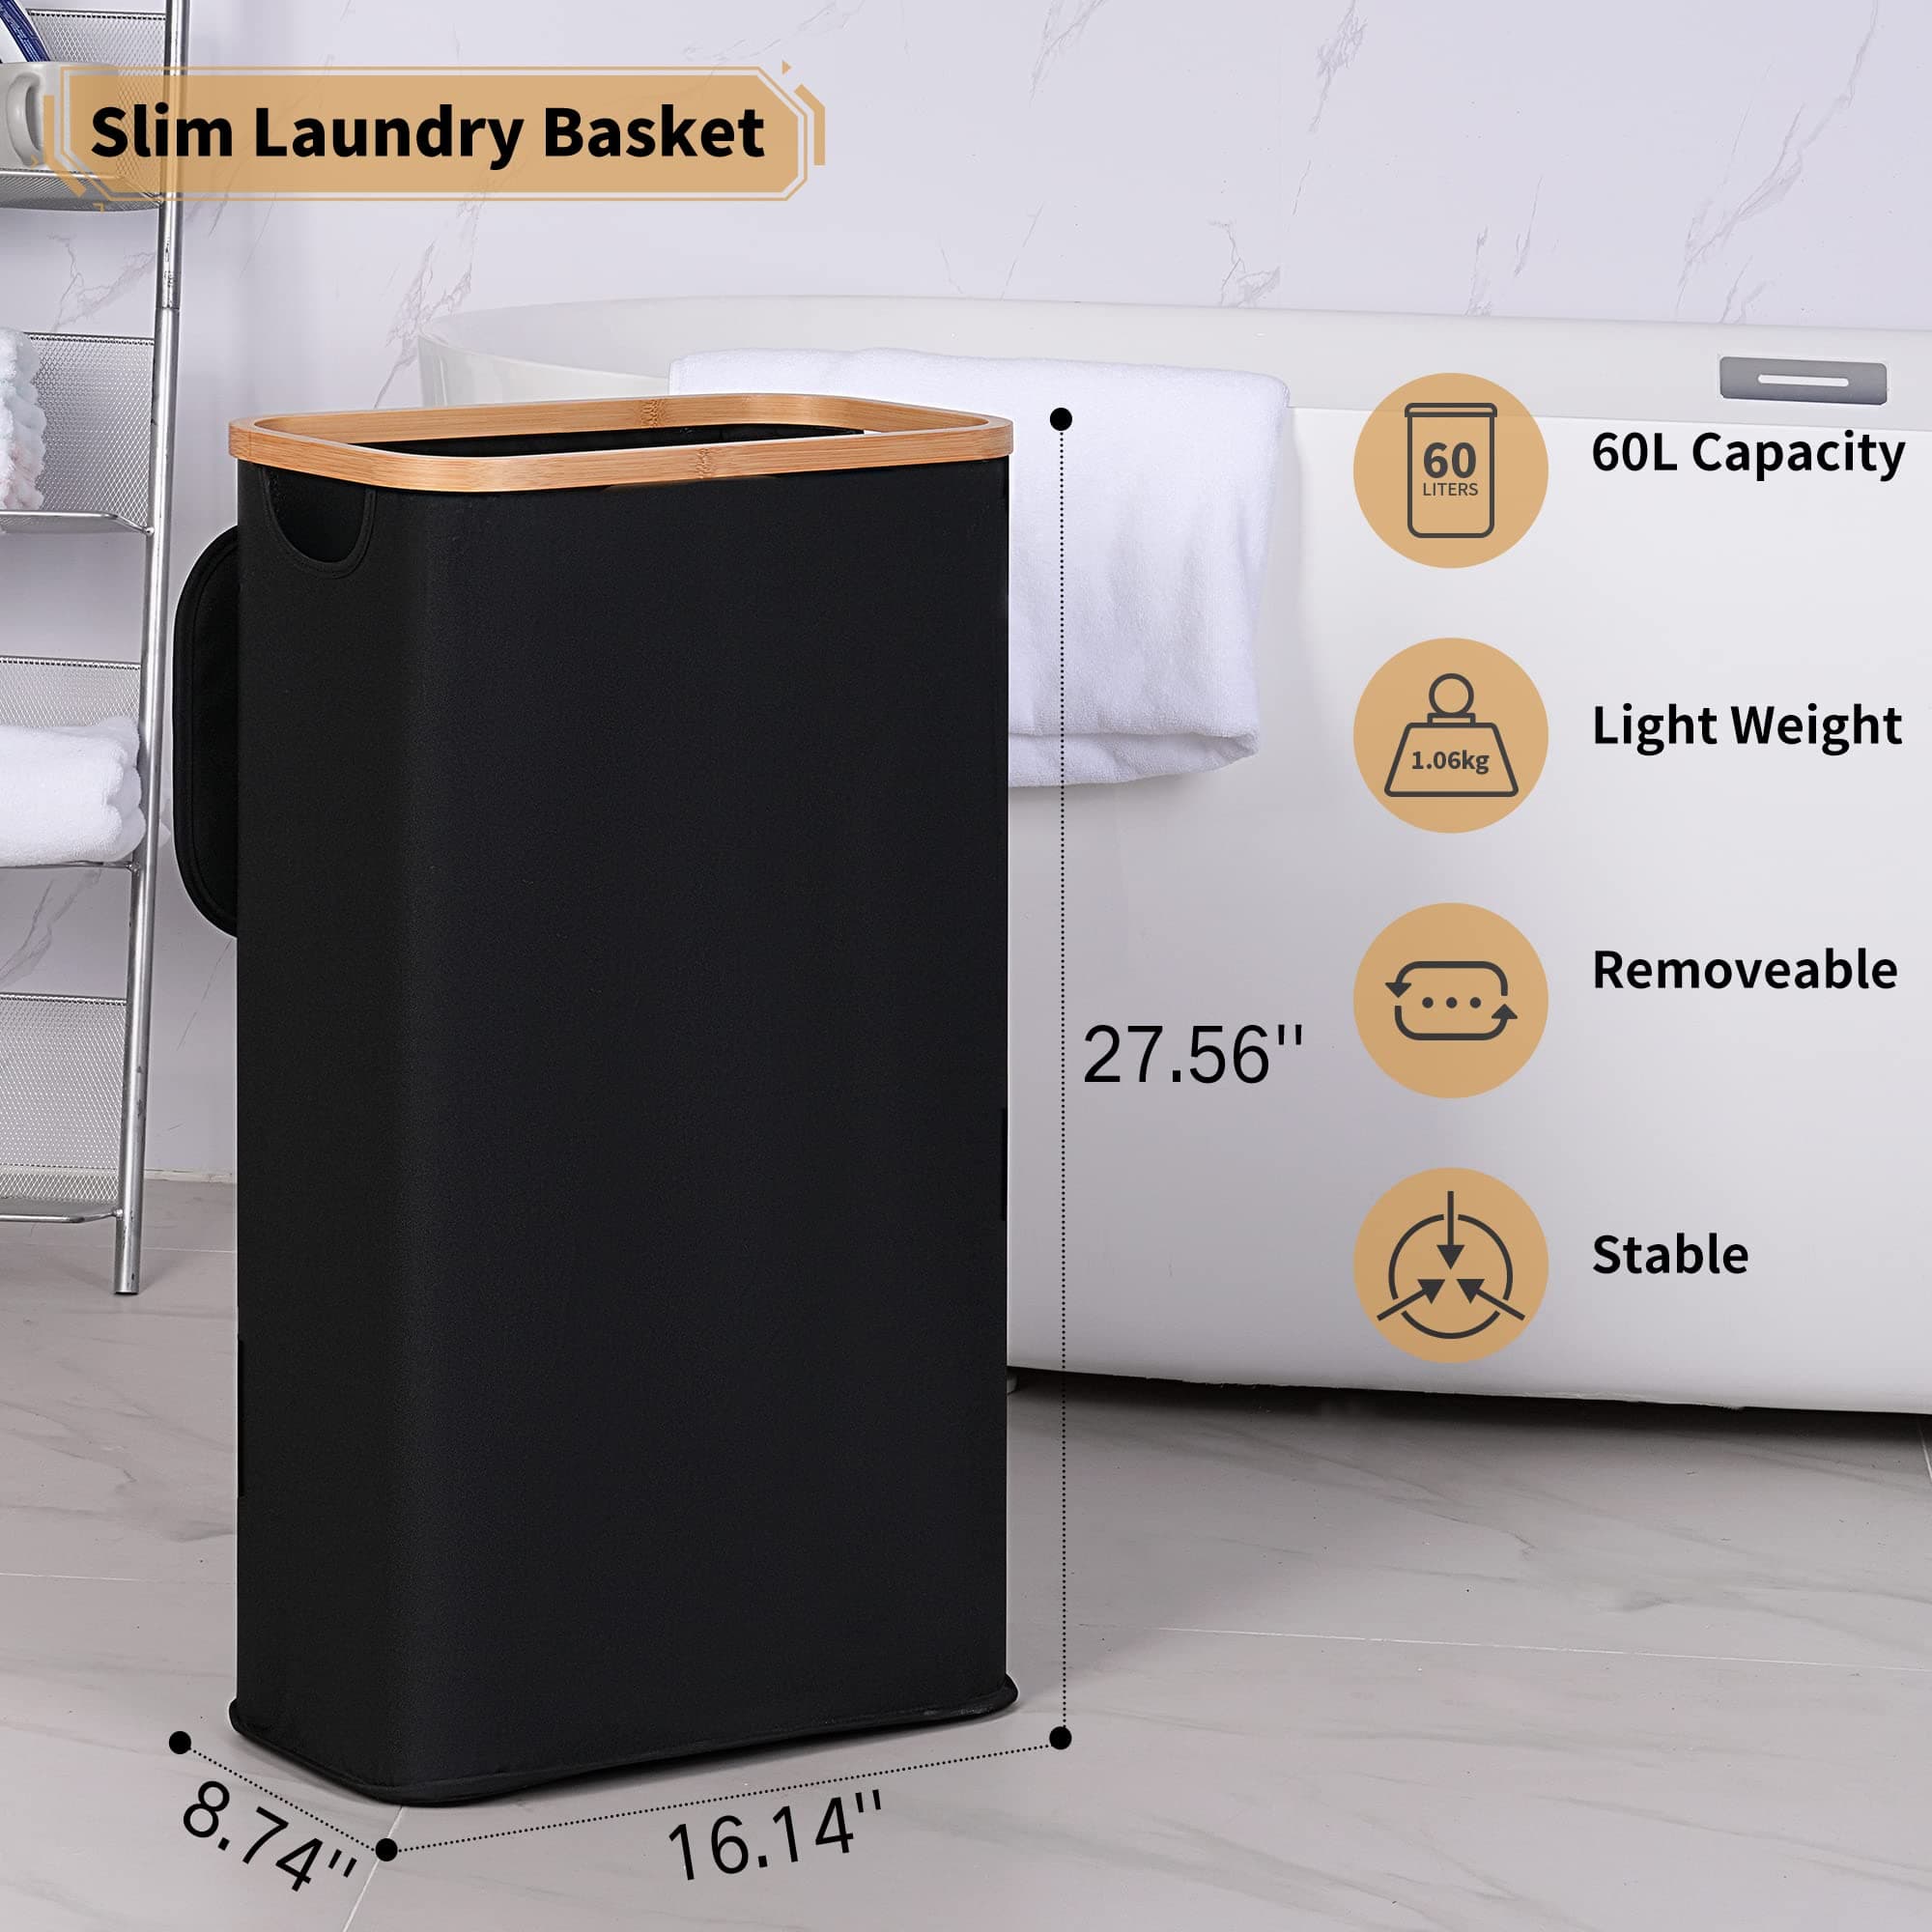 Slim Laundry Basket
60
LITERS
60L Capacity
1.06kg
Light Weight
Removeable
27.56''
Stable
8.74''
16.14''